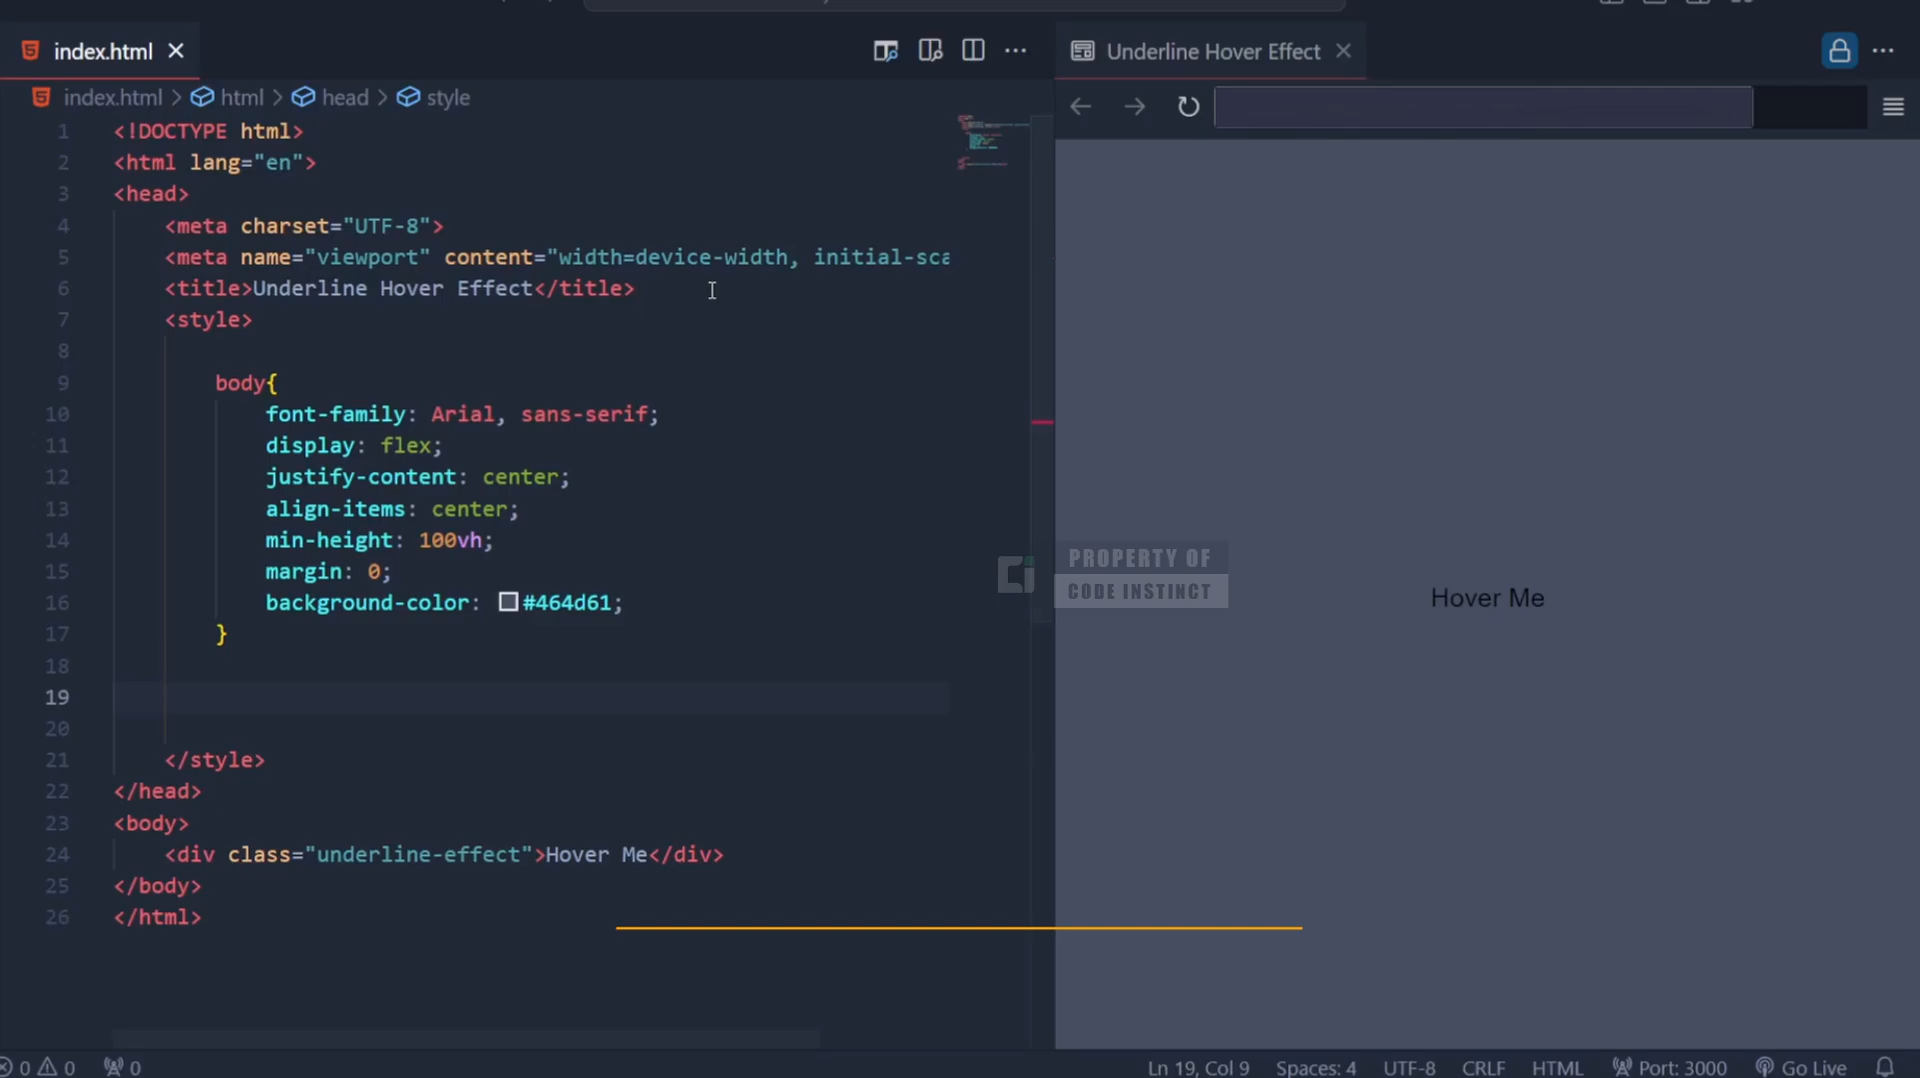 index.html
Underline Hover Effect
index.html > html > head > style
1 <!DOCTYPE html>
2 <html lang="en">
3 <head>
4 <meta charset="UTF-8">
5 <meta name="viewport" content="width=device-width, initial-sca
6 <title>Underline Hover Effect</title>
7 <style>
8
9 body{
10 font-family: Arial, sans-serif;
11 display: flex;
12 justify-content: center;
13 align-items: center;
14 min-height: 100vh;
15 margin: 0;
16 background-color: #464d61;
17 }
18
19
20
21 </style>
22 </head>
23 <body>
24 <div class="underline-effect">Hover Me</div>
25 </body>
26 </html>
PROPERTY OF
CODE INSTINCT
Hover Me
0 0 0
Ln 19, Col 9 Spaces: 4 UTF-8 CRLF HTML Port: 3000 Go Live